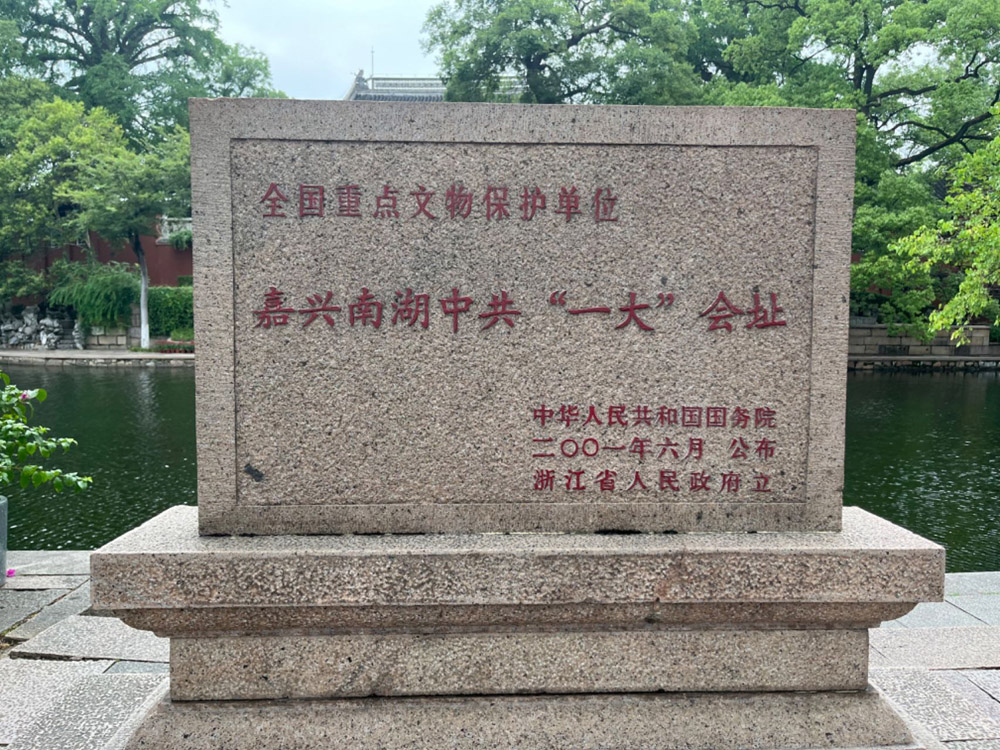 全国重点文物保护单位
嘉兴南湖中共“一大”会址
中华人民共和国国务院
二〇〇一年六月 公布
浙江省人民政府立